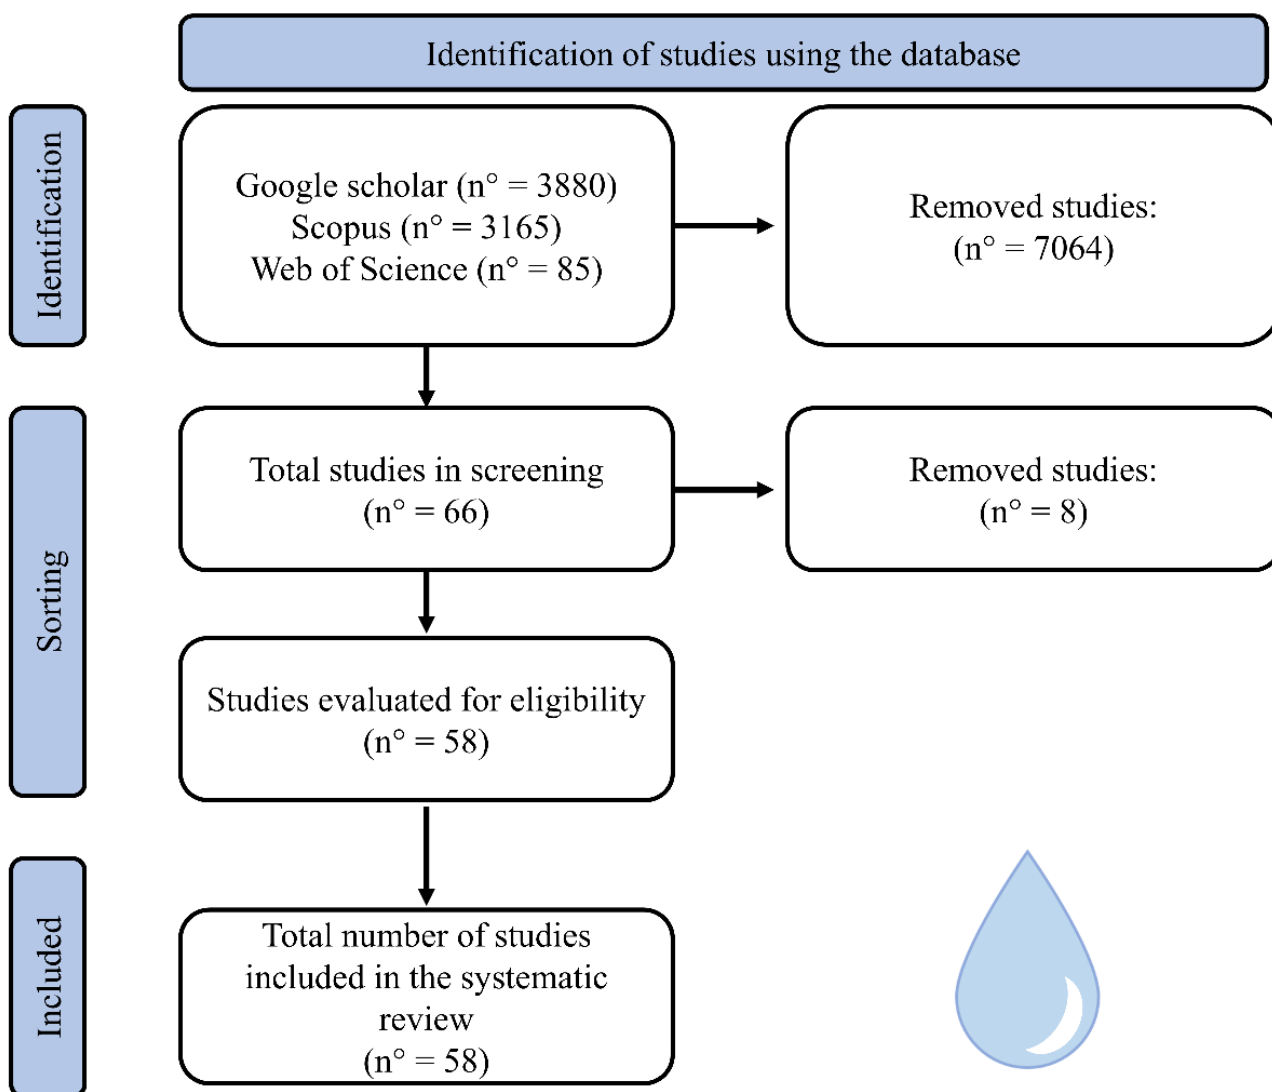 Identification of studies using the database
Identification
Google scholar (n° = 3880)
Scopus (n° = 3165)
Web of Science (n° = 85)
Removed studies:
(n° = 7064)
Sorting
Total studies in screening
(n° = 66)
Removed studies:
(n° = 8)
Studies evaluated for eligibility
(n° = 58)
Included
Total number of studies
included in the systematic
review
(n° = 58)